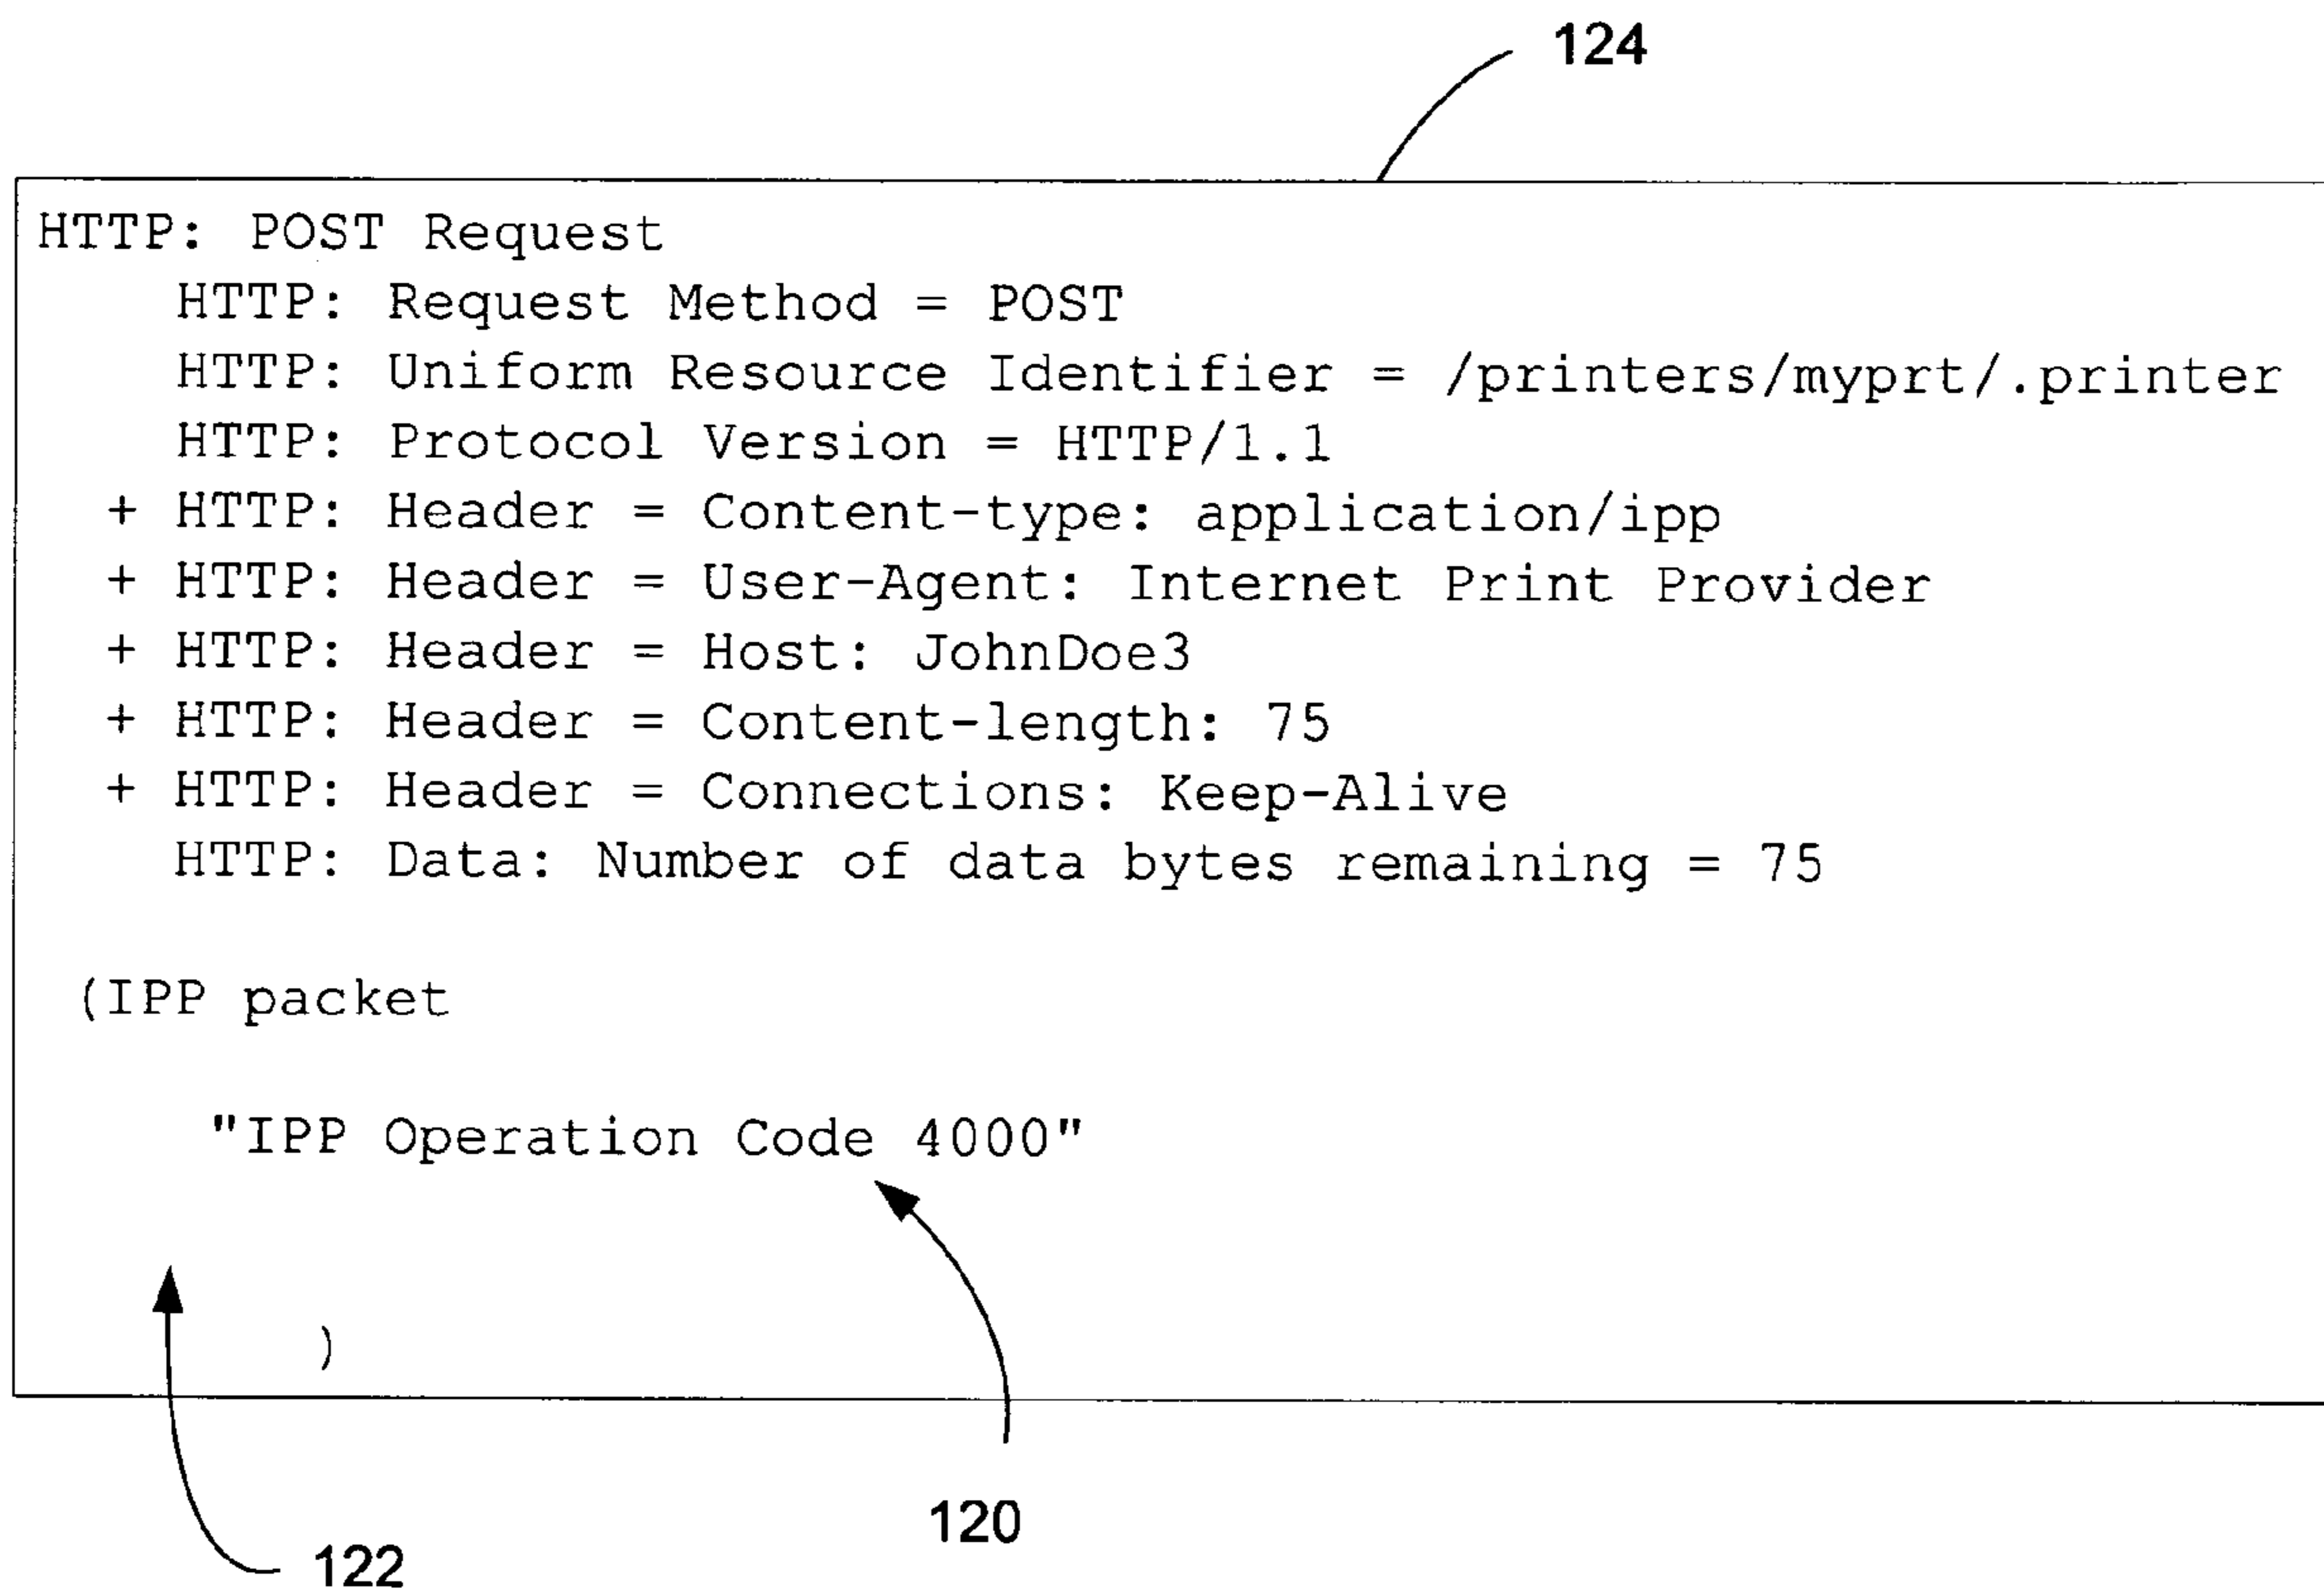 124
HTTP: POST Request
HTTP: Request Method = POST
HTTP: Uniform Resource Identifier = /printers/myprt/.printer
HTTP: Protocol Version = HTTP/1.1
+ HTTP: Header = Content-type: application/ipp
+ HTTP: Header = User-Agent: Internet Print Provider
+ HTTP: Header = Host: JohnDoe3
+ HTTP: Header = Content-length: 75
+ HTTP: Header = Connections: Keep-Alive
HTTP: Data: Number of data bytes remaining = 75
(IPP packet
"IPP Operation Code 4000"
)
120
122